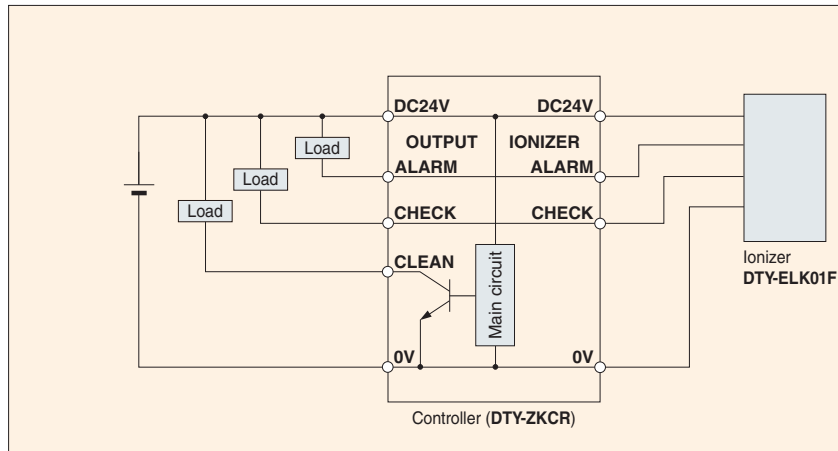 DC24V DC24V
OUTPUT IONIZER
Load
ALARM ALARM
Load
CHECK CHECK
Load
CLEAN
Main circuit
0V 0V
Ionizer
DTY-ELK01F
Controller (DTY-ZKCR)